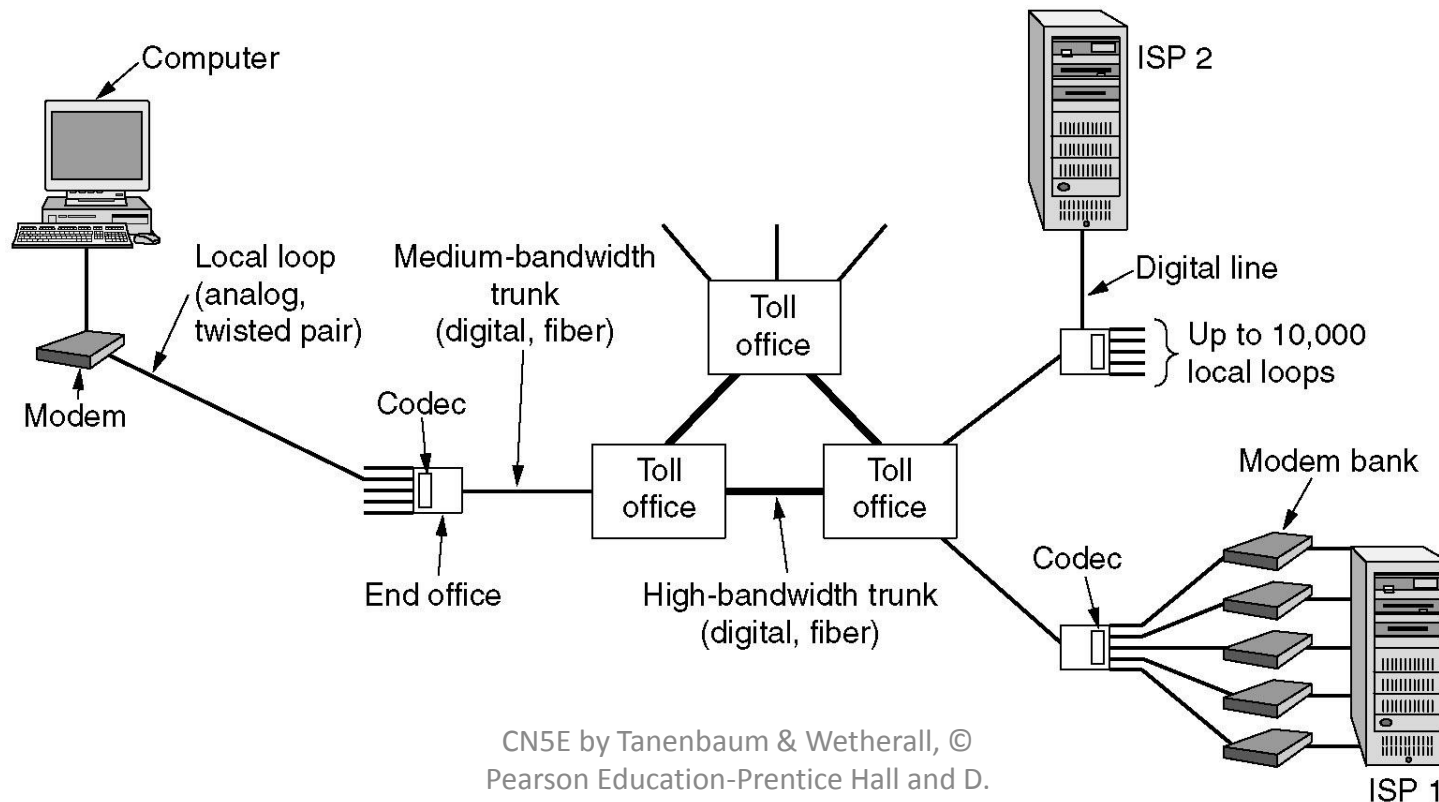 Computer
ISP 2
Local loop
(analog,
twisted pair)
Medium-bandwidth
trunk
(digital, fiber)
Toll
office
Digital line
Up to 10,000
local loops
Modem
Codec
Toll
office
Toll
office
Modem bank
End office
High-bandwidth trunk
(digital, fiber)
Codec
CN5E by Tanenbaum & Wetherall, ©
Pearson Education-Prentice Hall and D.
ISP 1